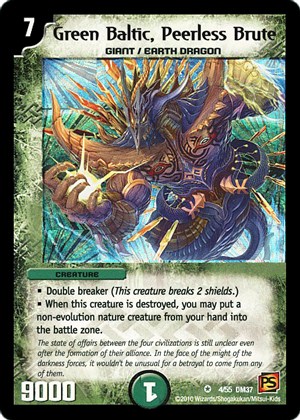 7
Green Baltic, Peerless Brute
GIANT / EARTH DRAGON
CREATURE
• Double breaker (This creature breaks 2 shields.)
• When this creature is destroyed, you may put a
non-evolution nature creature from your hand into
the battle zone.
The state of affairs between the four civilizations is still unclear even
after the formation of their alliance. In the face of the might of the
darkness forces, it wouldn't be unusual for a betrayal to come from any
of them.
9000
1
4/55 DM37
PS
©2010 Wizards/Shogakukan/Mitsui-Kids